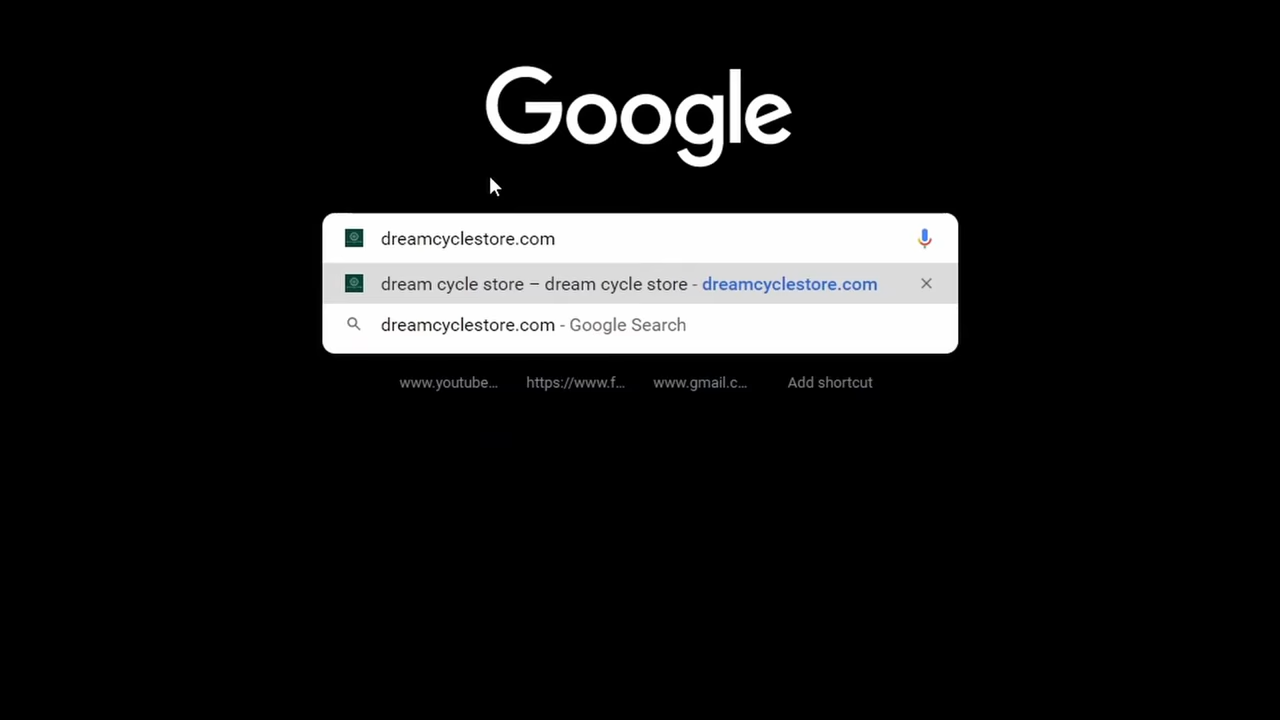 Google
dreamcyclestore.com
dream cycle store – dream cycle store - dreamcyclestore.com
dreamcyclestore.com - Google Search
www.youtube... https://www.f... www.gmail.c... Add shortcut